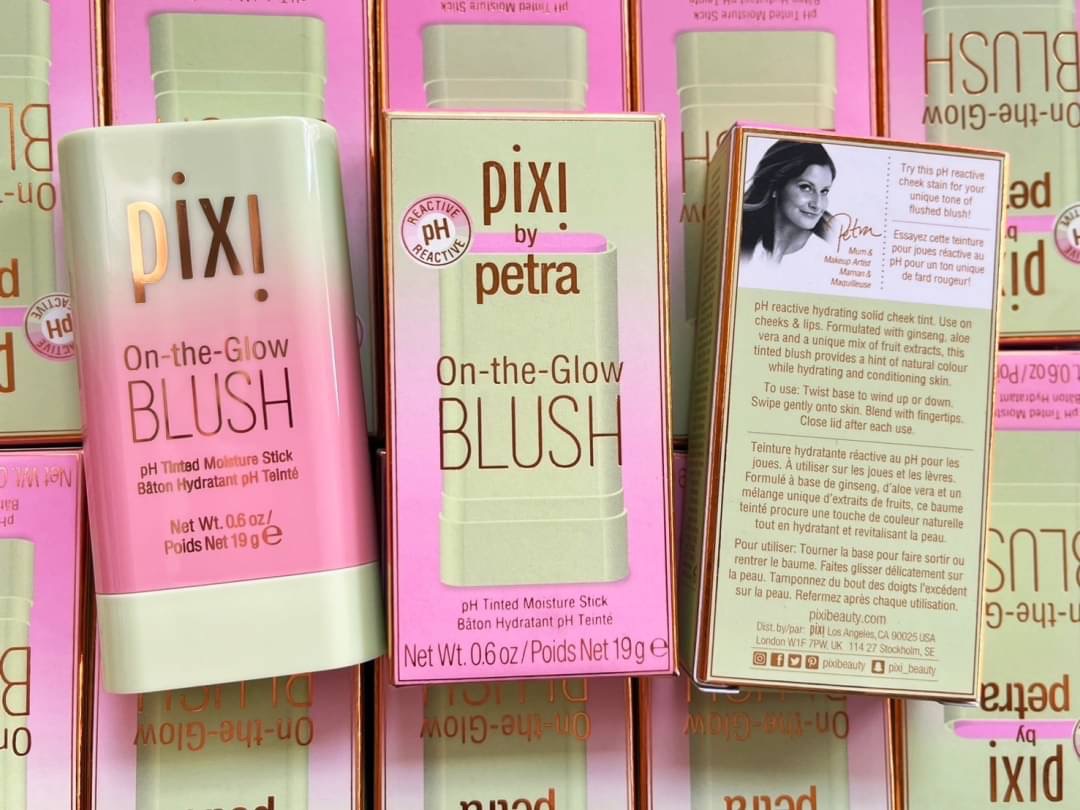 pixi
On-the-Glow
BLUSH
pH Tinted Moisture Stick
Bâton Hydratant pH Teinté
Net Wt. 0.6 oz /
Poids Net 19 g e
pixi
by
petra
REACTIVE
pH
REACTIVE
On-the-Glow
BLUSH
pH Tinted Moisture Stick
Bâton Hydratant pH Teinté
Net Wt. 0.6 oz / Poids Net 19 g e
Petra
Mum &
Makeup Artist
Maman &
Maquilleuse
Try this pH reactive
cheek stain for your
unique tone of
flushed blush!
Essayez cette teinture
pour joues réactive au
pH pour un ton unique
de fard rougeur!
pH reactive hydrating solid cheek tint. Use on
cheeks & lips. Formulated with ginseng, aloe
vera and a unique mix of fruit extracts, this
tinted blush provides a hint of natural colour
while hydrating and conditioning skin.
To use: Twist base to wind up or down.
Swipe gently onto skin. Blend with fingertips.
Close lid after each use.
Teinture hydratante réactive au pH pour les
joues. À utiliser sur les joues et les lèvres.
Formulé à base de ginseng, d'aloe vera et un
mélange unique d'extraits de fruits, ce baume
teinté procure une touche de couleur naturelle
tout en hydratant et revitalisant la peau.
Pour utiliser: Tourner la base pour faire sortir ou
rentrer le baume. Faites glisser délicatement sur
la peau. Tamponnez du bout des doigts l'excédent
sur la peau. Refermez après chaque utilisation.
pixibeauty.com
Dist. by/par: pixi Los Angeles, CA 90025 USA
London W1F 7PW, UK 114 27 Stockholm, SE
pixibeauty pixi_beauty
pH Tinted Moisture Stick
On-the-Glow
BLUSH
petra
by
pixi
On-the-Glow
petra
On-the-Glow
petra
On-the-Glow
petra